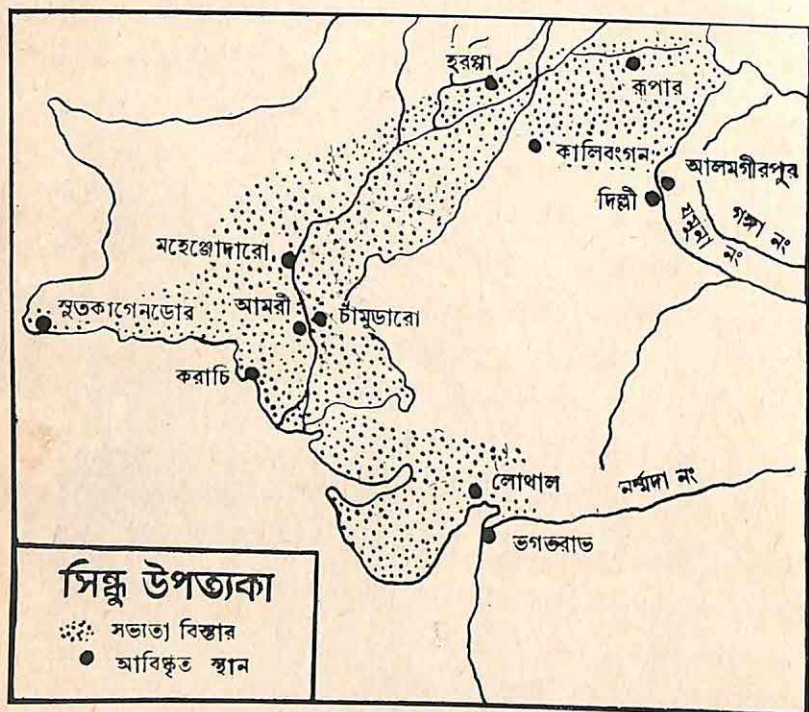 হরপ্পা
রূপার
কালিবংগন
আলমগীরপুর
দিল্লী
যমুনা নং
গঙ্গা নং
মহেঞ্জোদারো
সুতকাগেনডোর
আমরী
চাঁমুডারো
করাচি
লোথাল
নর্ম্মদা নং
ভগতরাভ
সিন্ধু উপত্যকা
সভ্যতা বিস্তার
আবিষ্কৃত স্থান